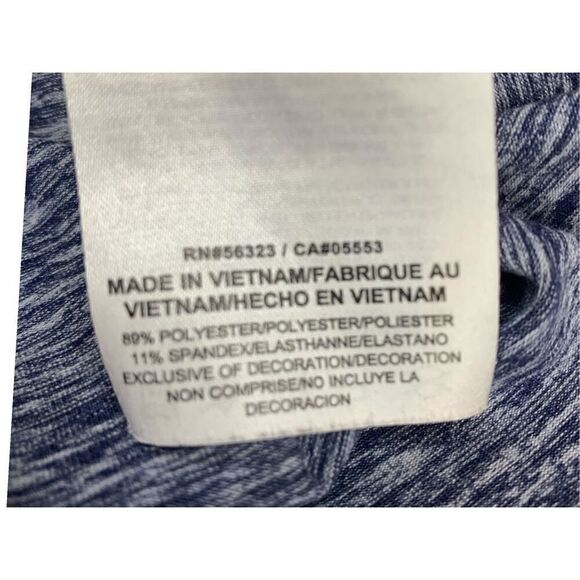 RN#56323 / CA#05553
MADE IN VIETNAM/FABRIQUE AU
VIETNAM/HECHO EN VIETNAM
89% POLYESTER/POLYESTER/POLIESTER
11% SPANDEX/ELASTHANNE/ELASTANO
EXCLUSIVE OF DECORATION/DECORATION
NON COMPRISE/NO INCLUYE LA
DECORACION